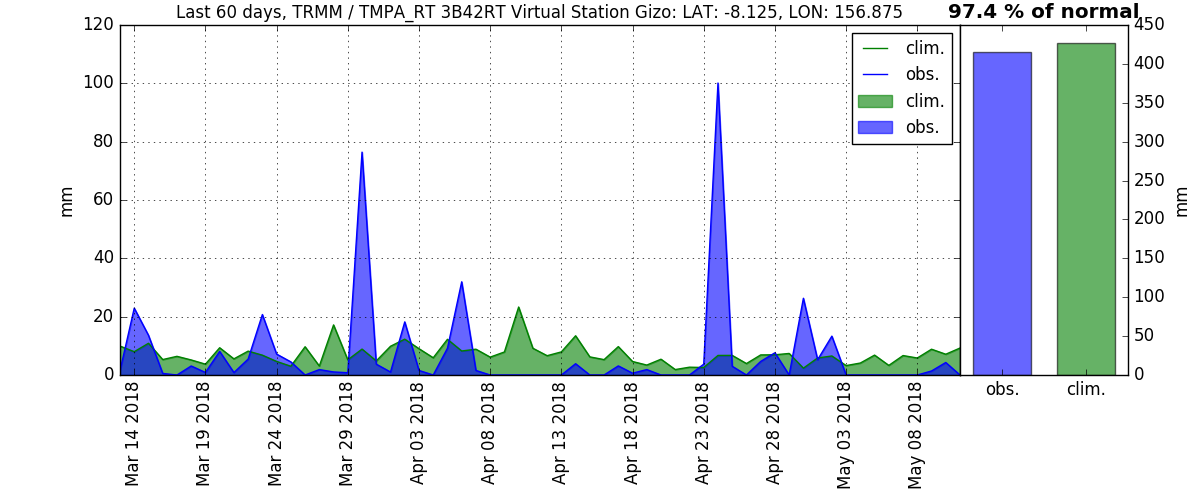 Last 60 days, TRMM / TMPA_RT 3B42RT Virtual Station Gizo: LAT: -8.125, LON: 156.875
97.4 % of normal
120
100
80
60
40
20
0
mm
clim.
obs.
clim.
obs.
Mar 14 2018
Mar 19 2018
Mar 24 2018
Mar 29 2018
Apr 03 2018
Apr 08 2018
Apr 13 2018
Apr 18 2018
Apr 23 2018
Apr 28 2018
May 03 2018
May 08 2018
450
400
350
300
250
200
150
100
50
0
mm
obs.
clim.